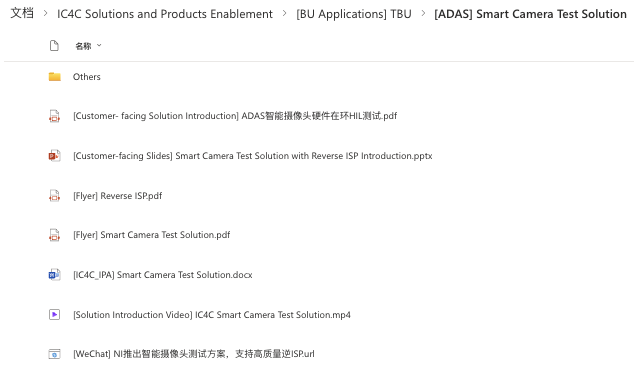 文档 > IC4C Solutions and Products Enablement > [BU Applications] TBU > [ADAS] Smart Camera Test Solution
名称
Others
[Customer- facing Solution Introduction] ADAS智能摄像头硬件在环HIL测试.pdf
[Customer-facing Slides] Smart Camera Test Solution with Reverse ISP Introduction.pptx
[Flyer] Reverse ISP.pdf
[Flyer] Smart Camera Test Solution.pdf
[IC4C_IPA] Smart Camera Test Solution.docx
[Solution Introduction Video] IC4C Smart Camera Test Solution.mp4
[WeChat] NI推出智能摄像头测试方案，支持高质量逆ISP.url